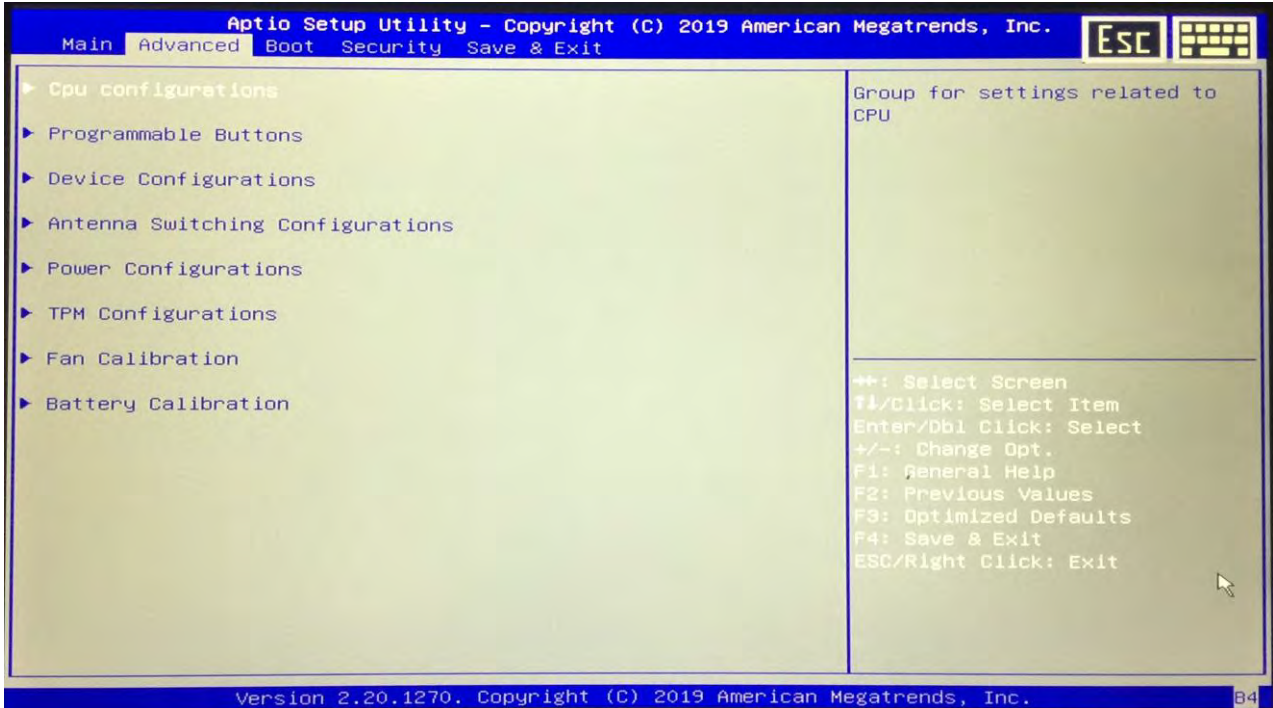 Aptio Setup Utility – Copyright (C) 2019 American Megatrends, Inc.
Main Advanced Boot Security Save & Exit
Esc
▶ Cpu configurations
▶ Programmable Buttons
▶ Device Configurations
▶ Antenna Switching Configurations
▶ Power Configurations
▶ TPM Configurations
▶ Fan Calibration
▶ Battery Calibration
Group for settings related to
CPU
→←: Select Screen
↑↓/Click: Select Item
Enter/Dbl Click: Select
+/-: Change Opt.
F1: General Help
F2: Previous Values
F3: Optimized Defaults
F4: Save & Exit
ESC/Right Click: Exit
Version 2.20.1270. Copyright (C) 2019 American Megatrends, Inc.
B4